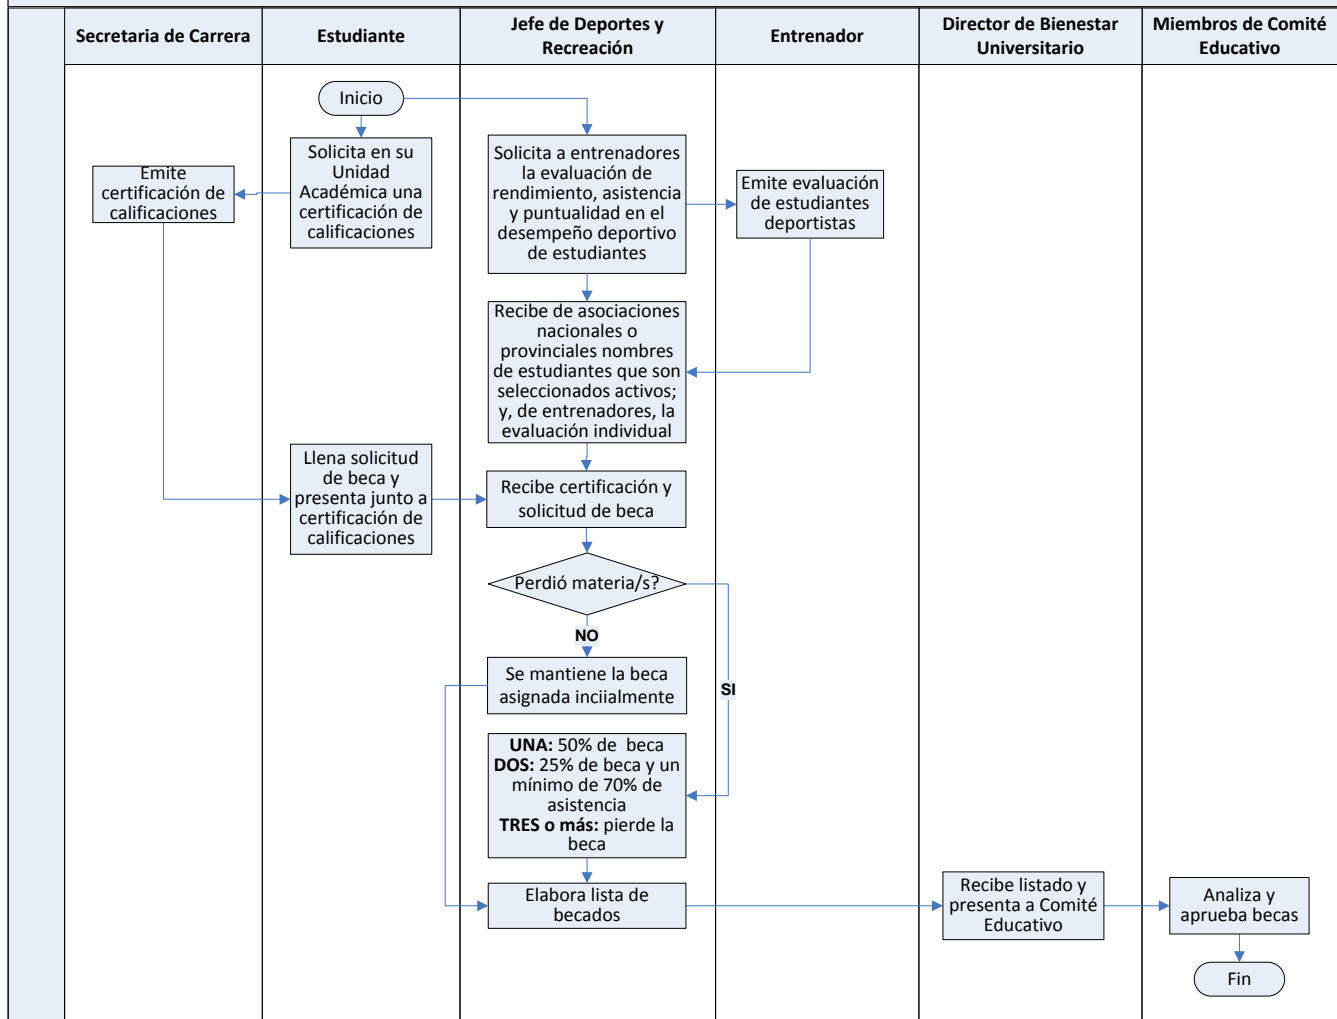 Secretaria de Carrera
Estudiante
Jefe de Deportes y
Recreación
Entrenador
Director de Bienestar
Universitario
Miembros de Comité
Educativo
Inicio
Solicita en su
Unidad
Académica una
certificación de
calificaciones
Emite
certificación de
calificaciones
Solicita a entrenadores
la evaluación de
rendimiento, asistencia
y puntualidad en el
desempeño deportivo
de estudiantes
Emite evaluación
de estudiantes
deportistas
Recibe de asociaciones
nacionales o
provinciales nombres
de estudiantes que son
seleccionados activos;
y, de entrenadores, la
evaluación individual
Llena solicitud
de beca y
presenta junto a
certificación de
calificaciones
Recibe certificación y
solicitud de beca
Perdió materia/s?
NO
SI
Se mantiene la beca
asignada inciialmente
UNA: 50% de beca
DOS: 25% de beca y un
mínimo de 70% de
asistencia
TRES o más: pierde la
beca
Elabora lista de
becados
Recibe listado y
presenta a Comité
Educativo
Analiza y
aprueba becas
Fin